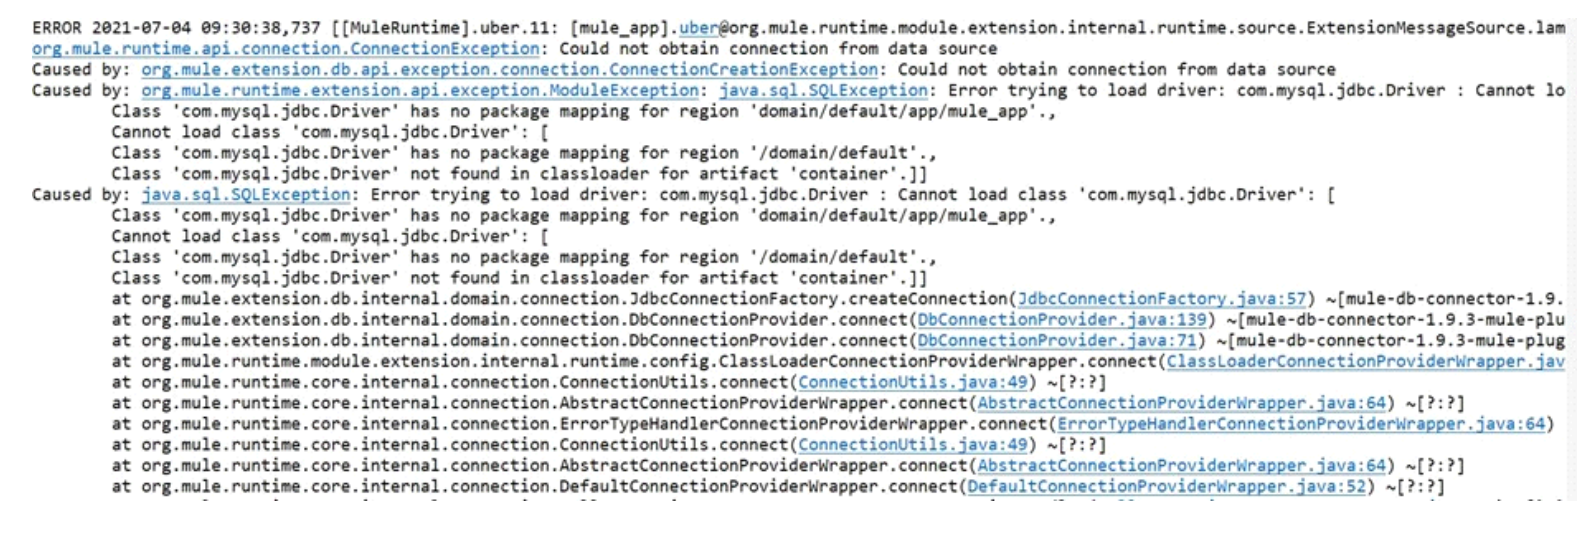 ERROR 2021-07-04 09:30:38,737 [[MuleRuntime].uber.11: [mule_app].uber@org.mule.runtime.module.extension.internal.runtime.source.ExtensionMessageSource.lam
org.mule.runtime.api.connection.ConnectionException: Could not obtain connection from data source
Caused by: org.mule.extension.db.api.exception.connection.ConnectionCreationException: Could not obtain connection from data source
Caused by: org.mule.runtime.extension.api.exception.ModuleException: java.sql.SQLException: Error trying to load driver: com.mysql.jdbc.Driver : Cannot lo
Class 'com.mysql.jdbc.Driver' has no package mapping for region 'domain/default/app/mule_app'.,
Cannot load class 'com.mysql.jdbc.Driver': [
Class 'com.mysql.jdbc.Driver' has no package mapping for region '/domain/default'.,
Class 'com.mysql.jdbc.Driver' not found in classloader for artifact 'container'.]]
Caused by: java.sql.SQLException: Error trying to load driver: com.mysql.jdbc.Driver : Cannot load class 'com.mysql.jdbc.Driver': [
Class 'com.mysql.jdbc.Driver' has no package mapping for region 'domain/default/app/mule_app'.,
Cannot load class 'com.mysql.jdbc.Driver': [
Class 'com.mysql.jdbc.Driver' has no package mapping for region '/domain/default'.,
Class 'com.mysql.jdbc.Driver' not found in classloader for artifact 'container'.]]
at org.mule.extension.db.internal.domain.connection.JdbcConnectionFactory.createConnection(JdbcConnectionFactory.java:57) ~[mule-db-connector-1.9.
at org.mule.extension.db.internal.domain.connection.DbConnectionProvider.connect(DbConnectionProvider.java:139) ~[mule-db-connector-1.9.3-mule-plu
at org.mule.extension.db.internal.domain.connection.DbConnectionProvider.connect(DbConnectionProvider.java:71) ~[mule-db-connector-1.9.3-mule-plug
at org.mule.runtime.module.extension.internal.runtime.config.ClassLoaderConnectionProviderWrapper.connect(ClassLoaderConnectionProviderWrapper.jav
at org.mule.runtime.core.internal.connection.ConnectionUtils.connect(ConnectionUtils.java:49) ~[?:?]
at org.mule.runtime.core.internal.connection.AbstractConnectionProviderWrapper.connect(AbstractConnectionProviderWrapper.java:64) ~[?:?]
at org.mule.runtime.core.internal.connection.ErrorTypeHandlerConnectionProviderWrapper.connect(ErrorTypeHandlerConnectionProviderWrapper.java:64)
at org.mule.runtime.core.internal.connection.ConnectionUtils.connect(ConnectionUtils.java:49) ~[?:?]
at org.mule.runtime.core.internal.connection.AbstractConnectionProviderWrapper.connect(AbstractConnectionProviderWrapper.java:64) ~[?:?]
at org.mule.runtime.core.internal.connection.DefaultConnectionProviderWrapper.connect(DefaultConnectionProviderWrapper.java:52) ~[?:?]